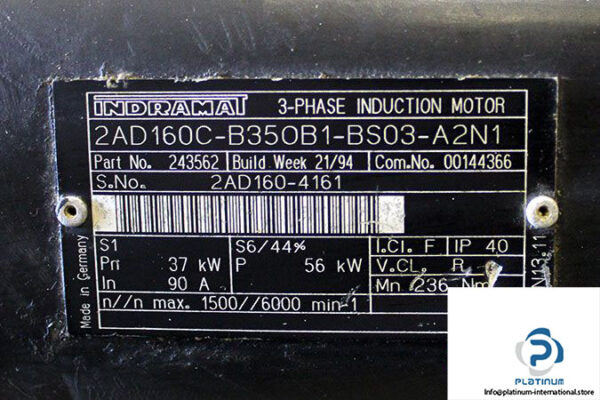 INDRAMAT 3-PHASE INDUCTION MOTOR
2AD160C-B350B1-BS03-A2N1
Part No. 243562 Build Week 21/94 Com.No. 00144366
S.No. 2AD160-4161
S1 S6/44% I.Cl. F IP 40
Pn 37 kW P 56 kW V.CL. R
In 90 A Mn 236 Nm
n//n max. 1500//6000 min-1
Made in Germany
N13.11
PLATINUM
platinum-international.store